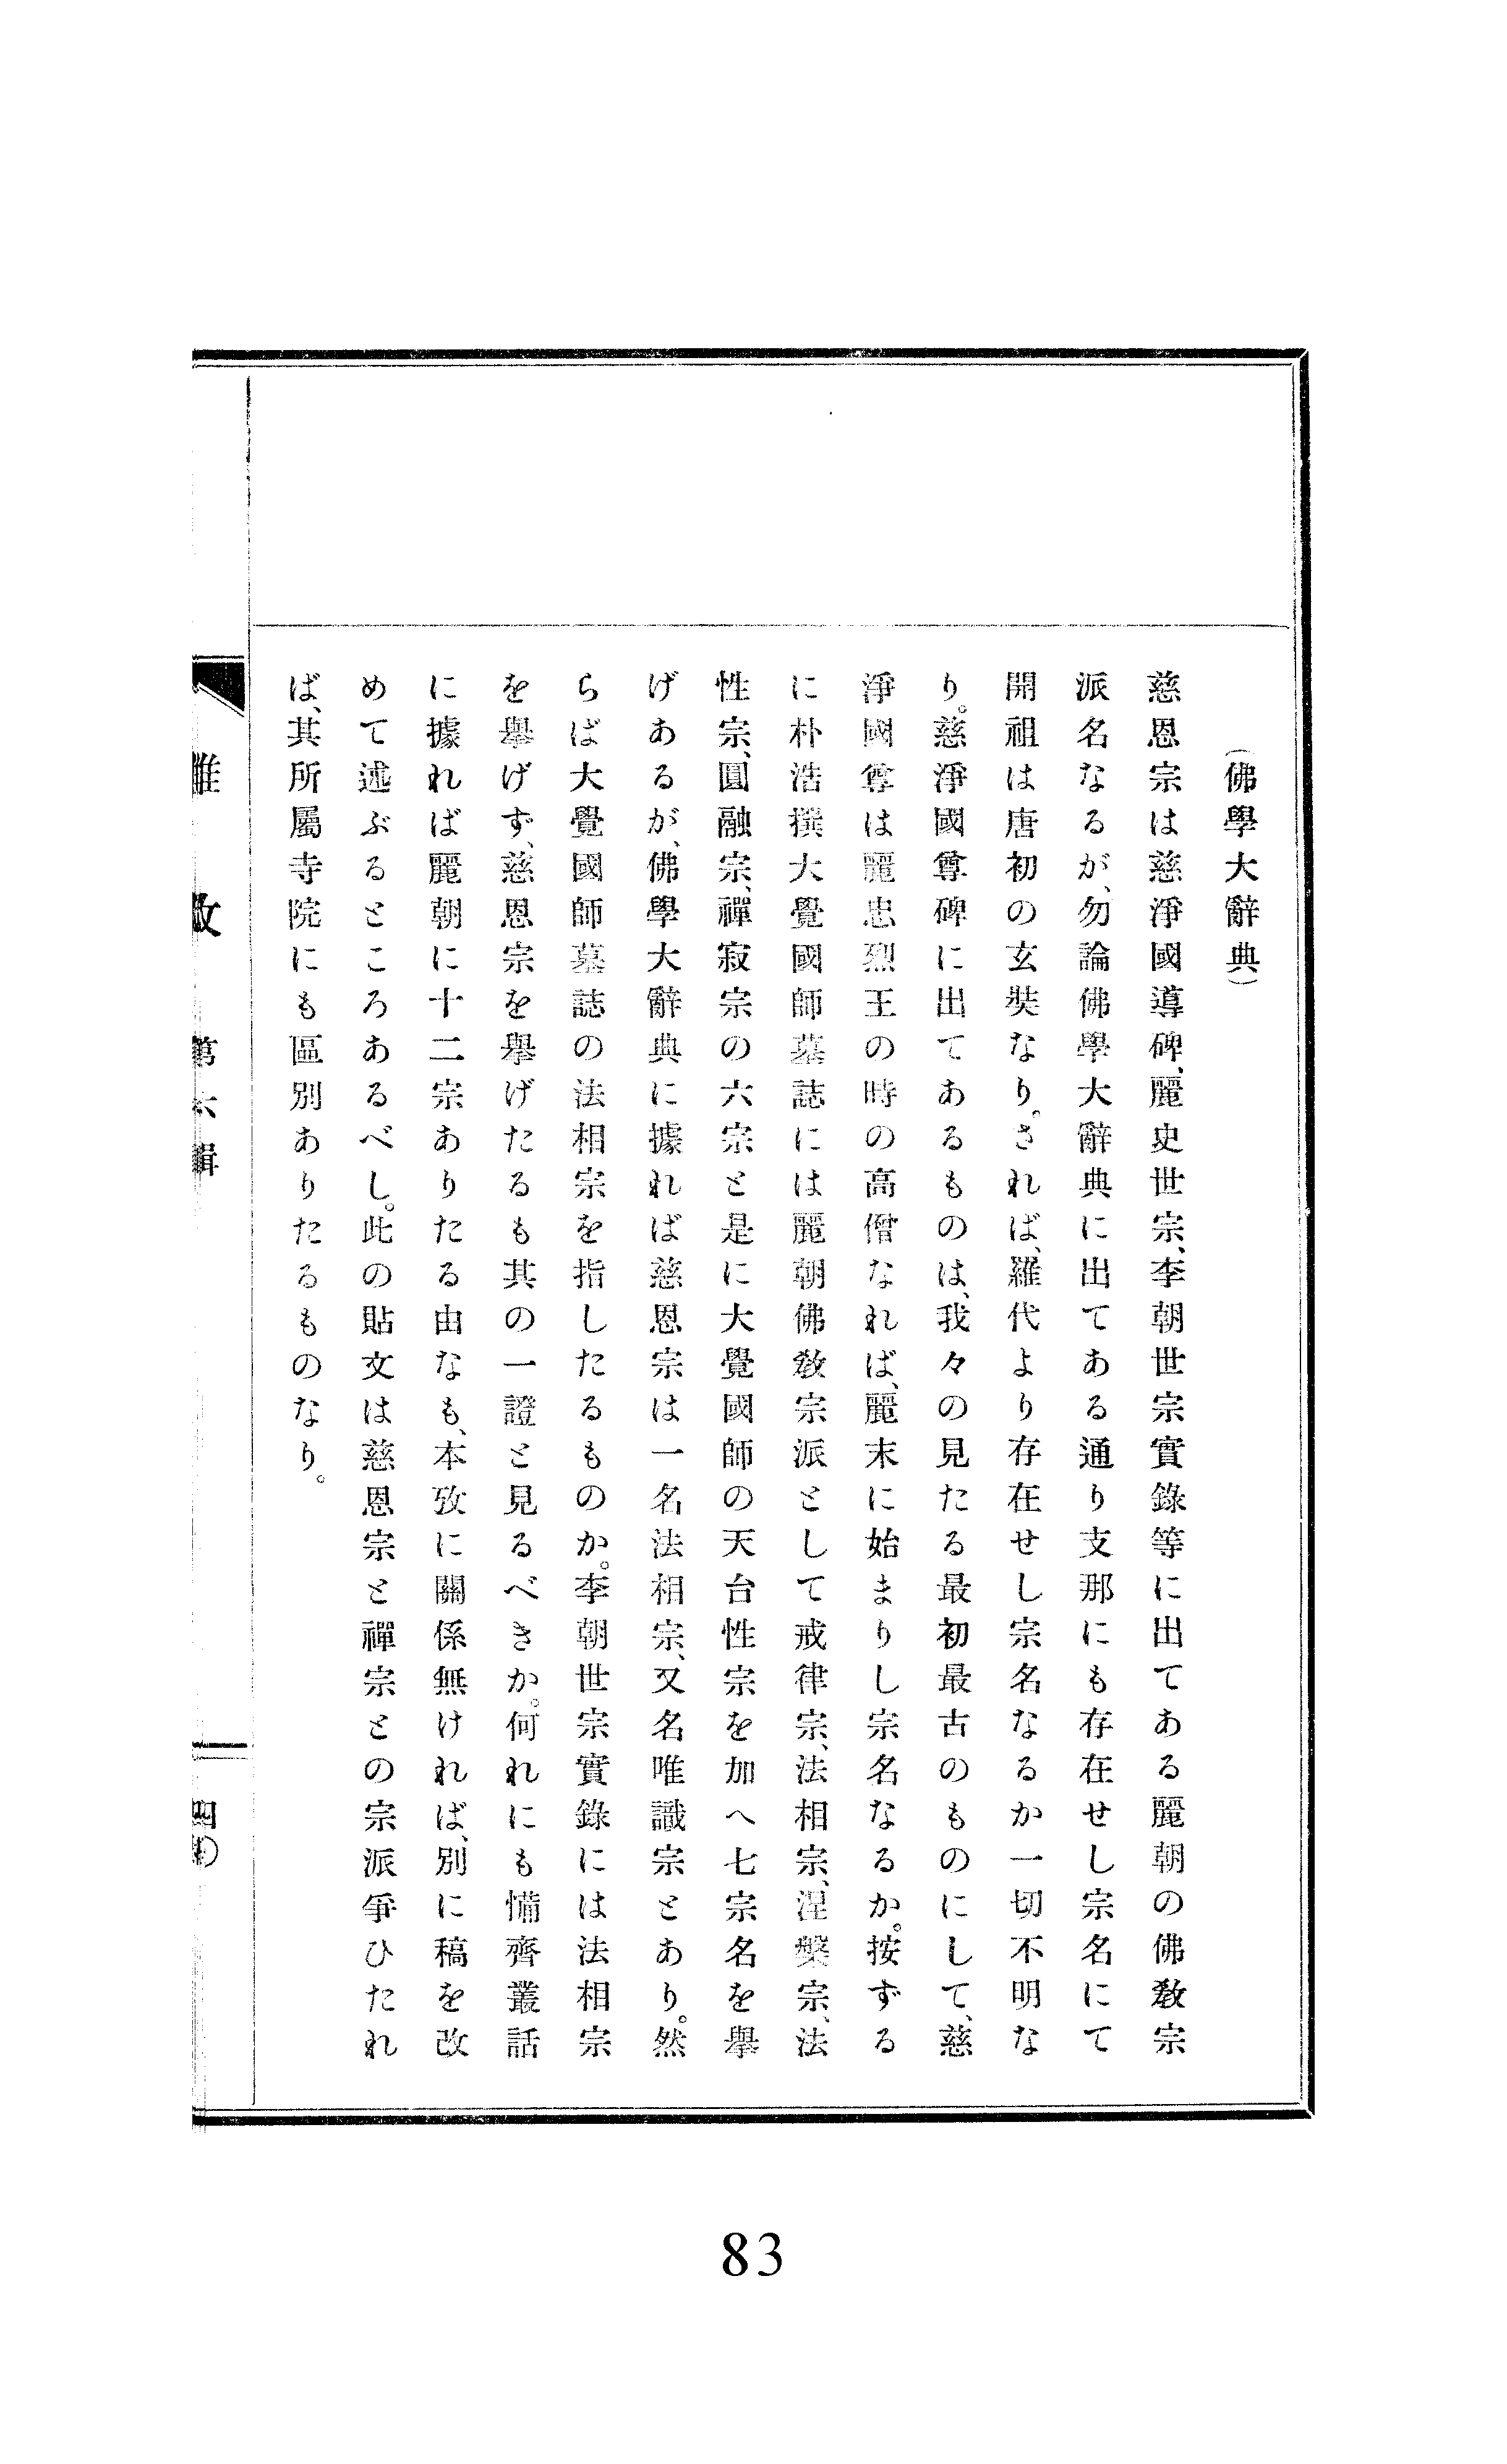 (佛學大辭典)
慈恩宗は慈淨國導碑、麗史世宗、李朝世宗實錄等に出てある麗朝の佛敎宗
派名なるが、勿論佛學大辭典に出てある通り支那にも存在せし宗名にて
開祖は唐初の玄奘なり。されば、羅代より存在せし宗名なるか一切不明な
り。慈淨國尊碑に出てあるものは、我々の見たる最初最古のものにして、慈
淨國尊は麗忠烈王の時の高僧なれば、麗末に始まりし宗名なるか。按ずる
に朴浩撰大覺國師墓誌には麗朝佛敎宗派として戒律宗、法相宗、涅槃宗、法
性宗、圓融宗、禪寂宗の六宗と是に大覺國師の天台性宗を加へ七宗名を擧
げあるが、佛學大辭典に據れば慈恩宗は一名法相宗、又名唯識宗とあり。然
らば大覺國師墓誌の法相宗を指したるものか。李朝世宗實錄には法相宗
を擧げず、慈恩宗を擧げたるも其の一證と見るべきか。何れにも慵齊叢話
に據れば麗朝に十二宗ありたる由なも、本攷に關係無ければ、別に稿を改
めて述ぶるところあるべし。此の貼文は慈恩宗と禪宗との宗派爭ひたれ
ば、其所屬寺院にも區別ありたるものなり。
第六輯
83